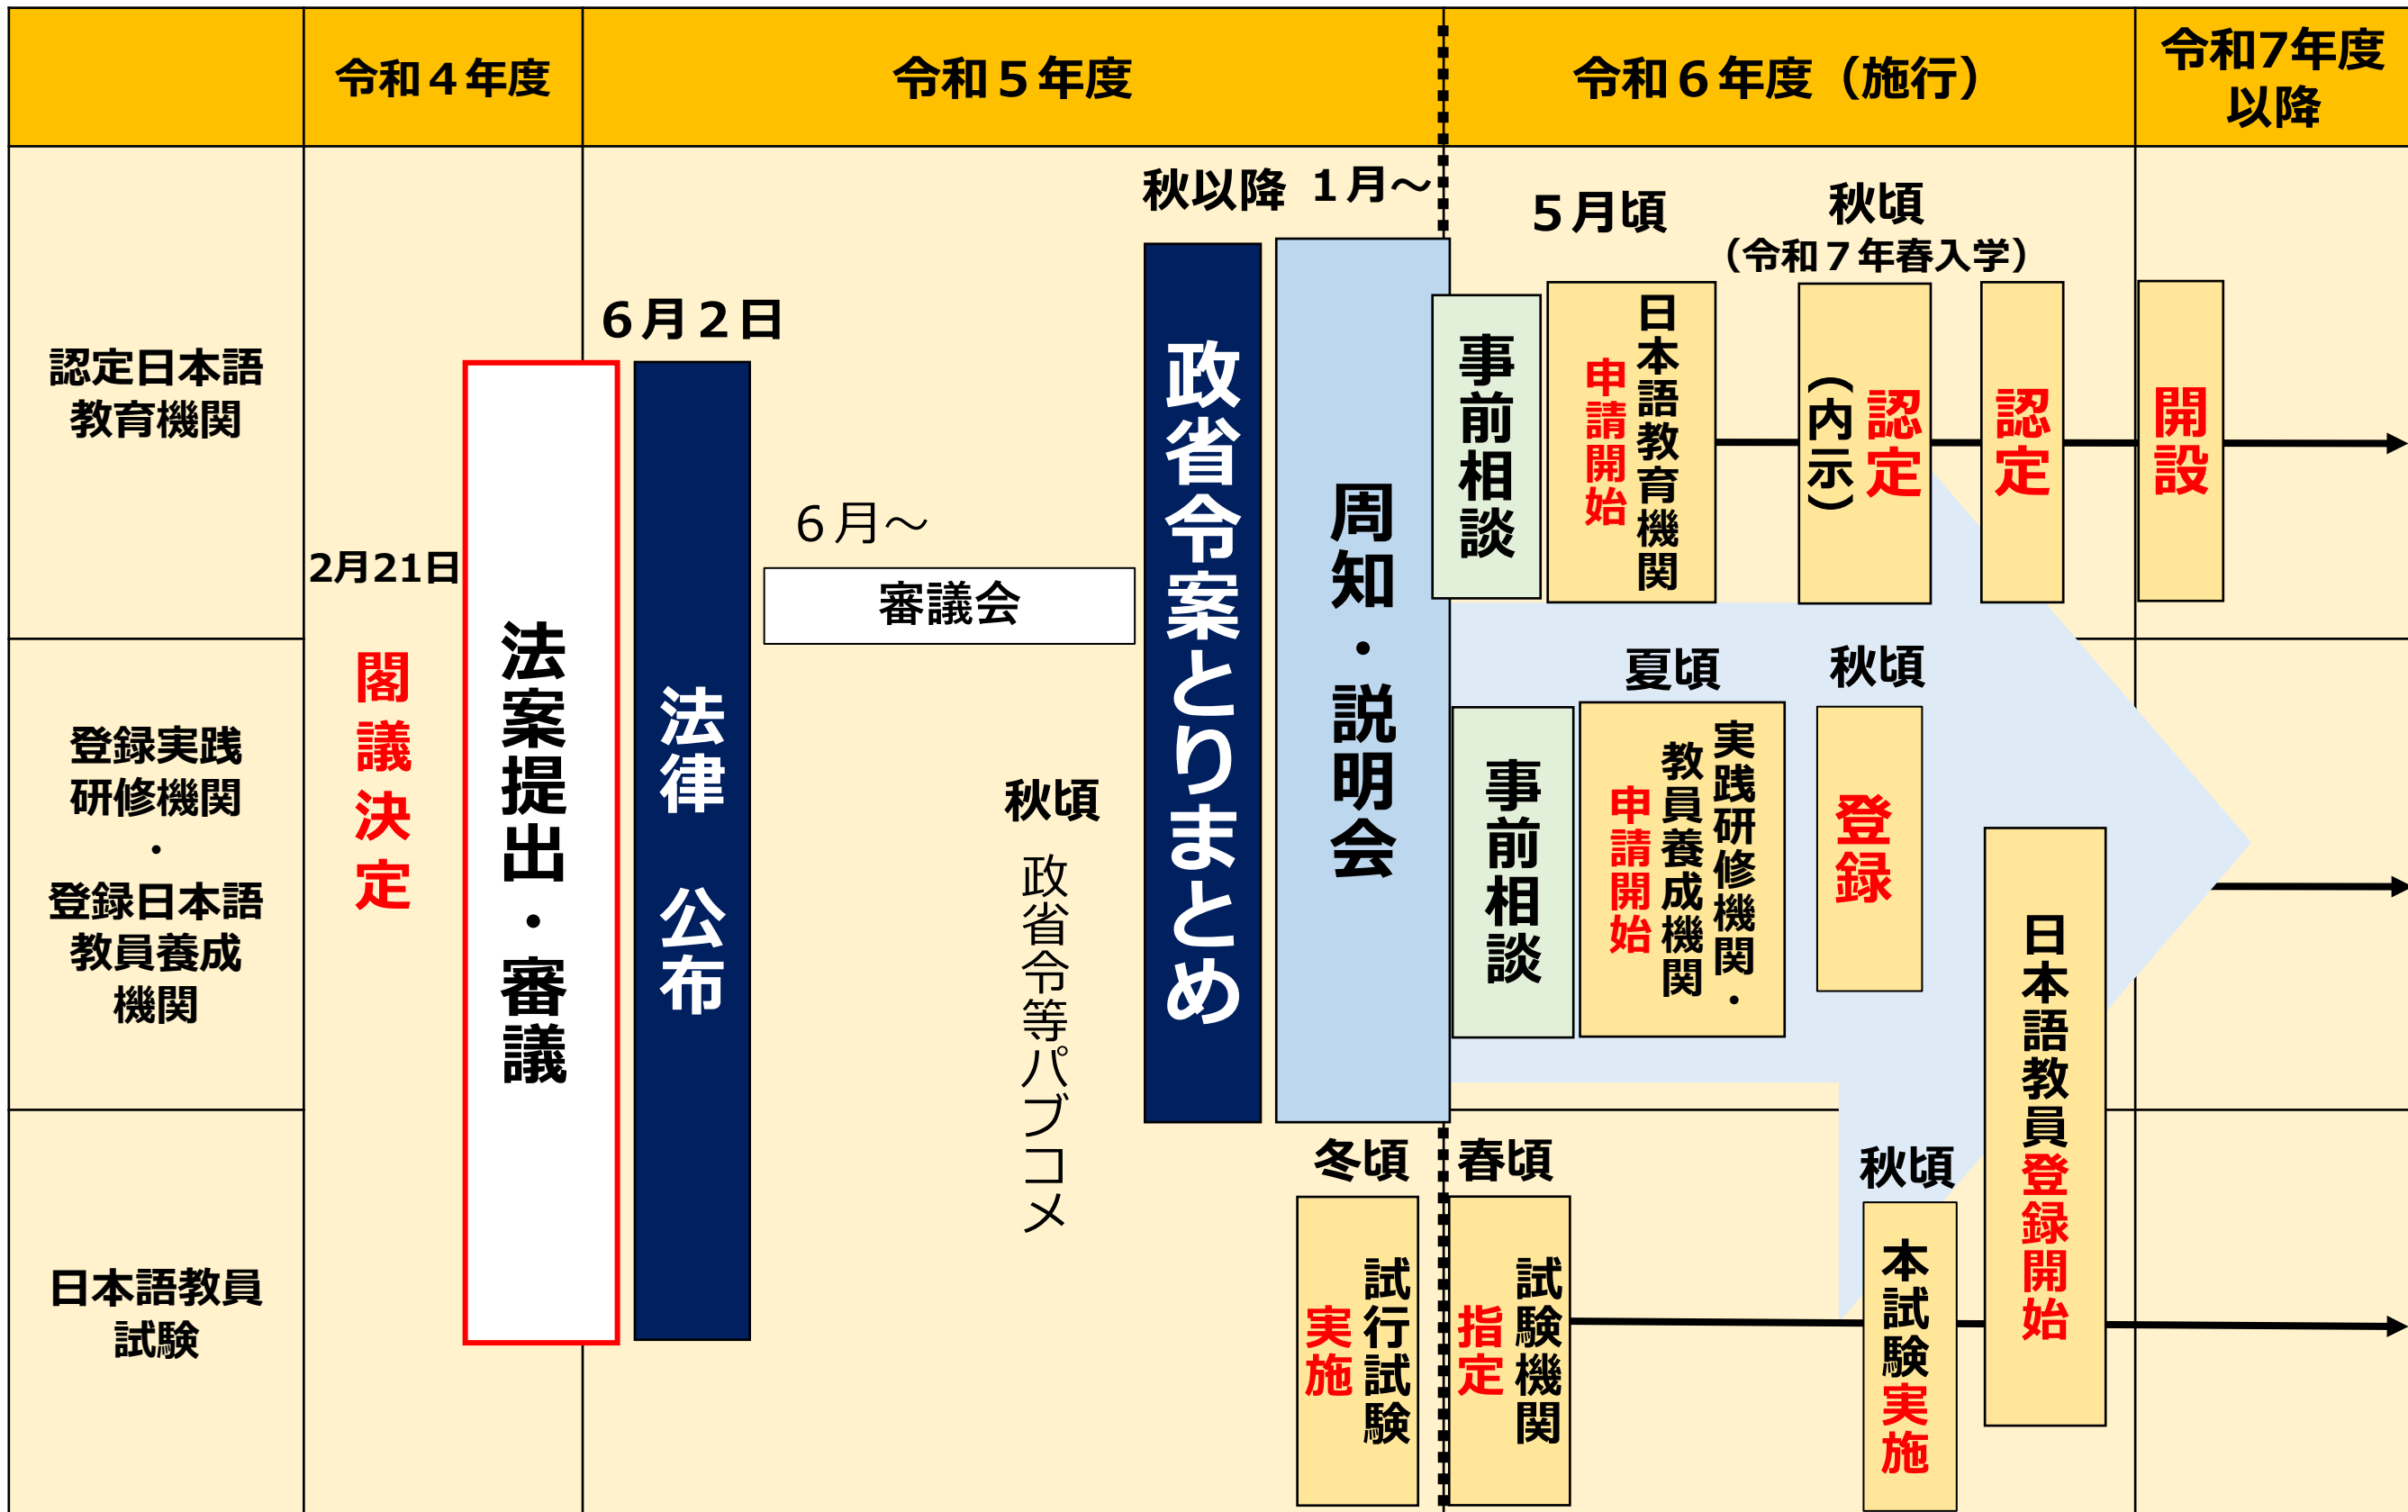 令和４年度
令和５年度
令和６年度（施行）
令和7年度
以降
認定日本語
教育機関
登録実践
研修機関
・
登録日本語
教員養成
機関
日本語教員
試験
2月21日
閣議決定
法案提出・審議
６月２日
法律　公布
６月～
審議会
秋頃
政省令等パブコメ
秋以降
政省令案とりまとめ
１月～
周知・説明会
事前相談
５月頃
日本語教育機関
申請開始
秋頃
（令和７年春入学）
認定
（内示）
認定
開設
事前相談
夏頃
実践研修機関・
教員養成機関
申請開始
秋頃
登録
日本語教員登録開始
冬頃
試行試験
実施
春頃
試験機関
指定
秋頃
本試験実施